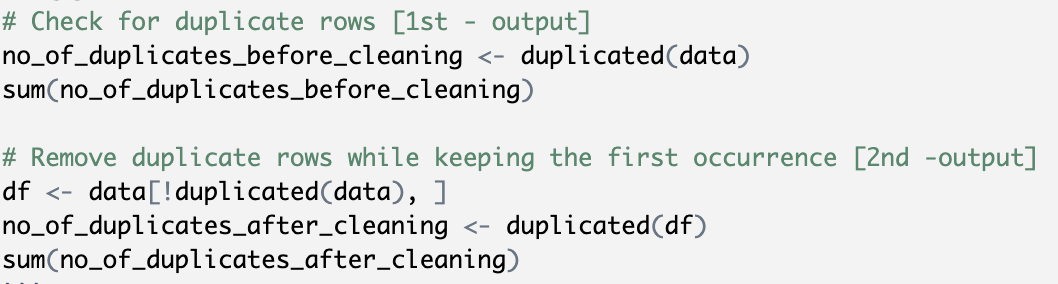 # Check for duplicate rows [1st - output]
no_of_duplicates_before_cleaning <- duplicated(data)
sum(no_of_duplicates_before_cleaning)

# Remove duplicate rows while keeping the first occurrence [2nd -output]
df <- data[!duplicated(data), ]
no_of_duplicates_after_cleaning <- duplicated(df)
sum(no_of_duplicates_after_cleaning)